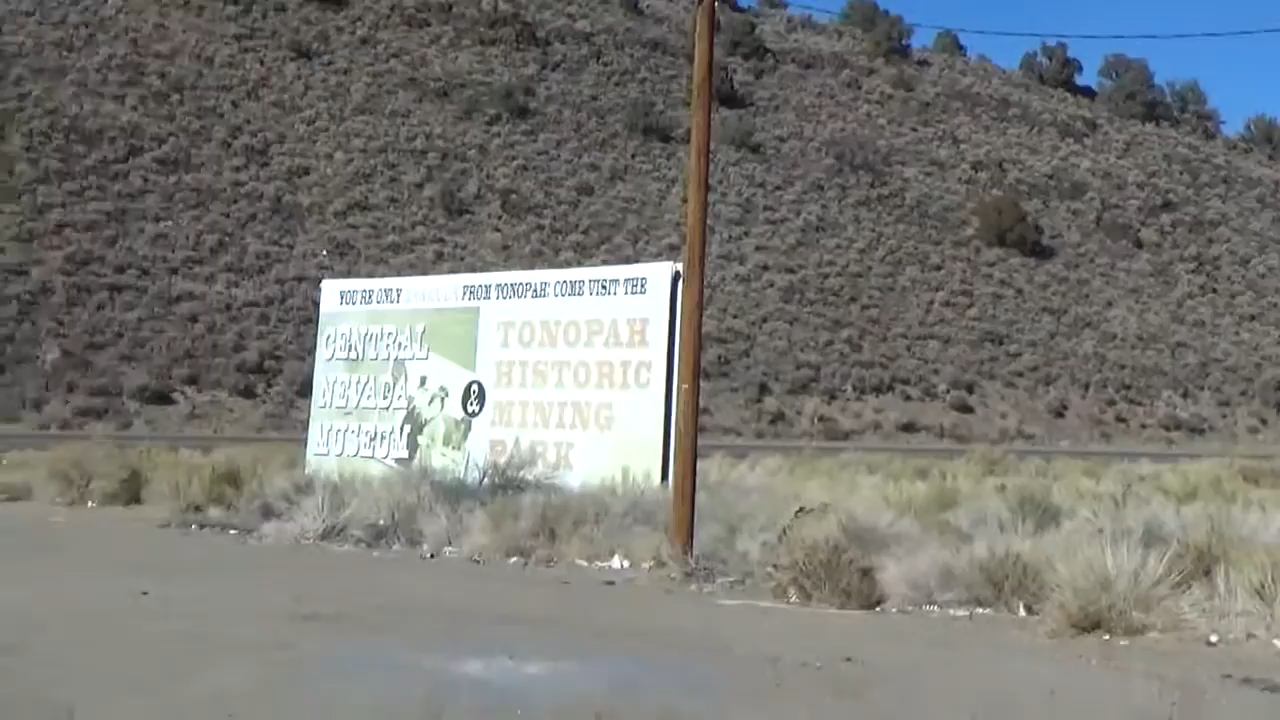 YOU'RE ONLY FROM TONOPAH! COME VISIT THE
CENTRAL
NEVADA
MUSEUM
&
TONOPAH
HISTORIC
MINING
PARK